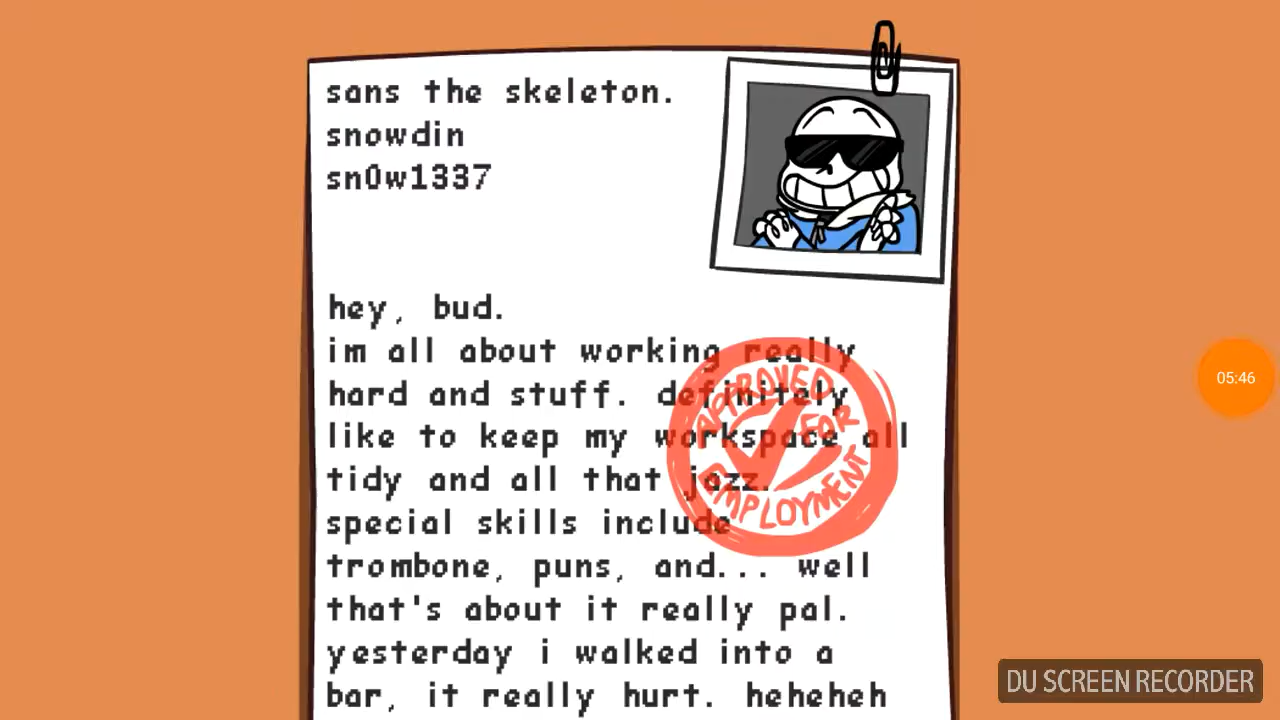 sans the skeleton.
snowdin
sn0w1337
hey, bud.
im all about working really
hard and stuff. definitely
like to keep my workspace all
tidy and all that jazz.
special skills include
trombone, puns, and... well
that's about it really pal.
yesterday i walked into a
bar, it really hurt. heheheh
APPROVED
FOR
EMPLOYMENT
05:46
DU SCREEN RECORDER